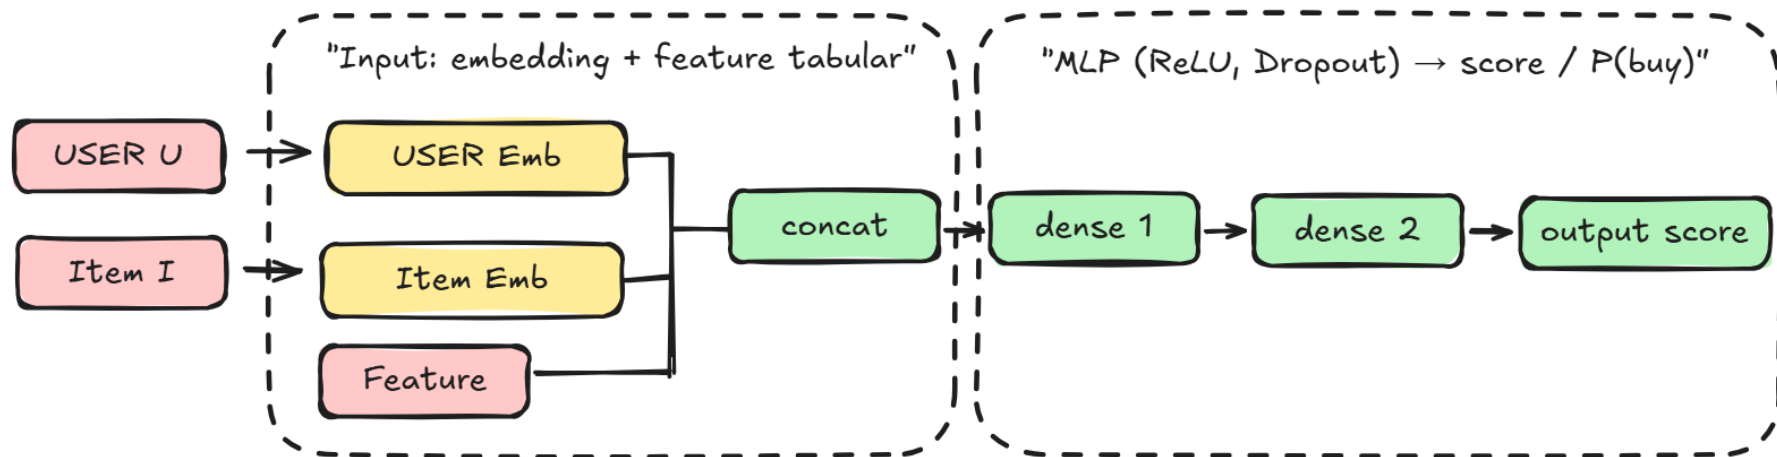 "Input: embedding + feature tabular"
"MLP (ReLU, Dropout) → score / P(buy)"
USER U
USER Emb
concat
dense 1
dense 2
output score
Item I
Item Emb
Feature